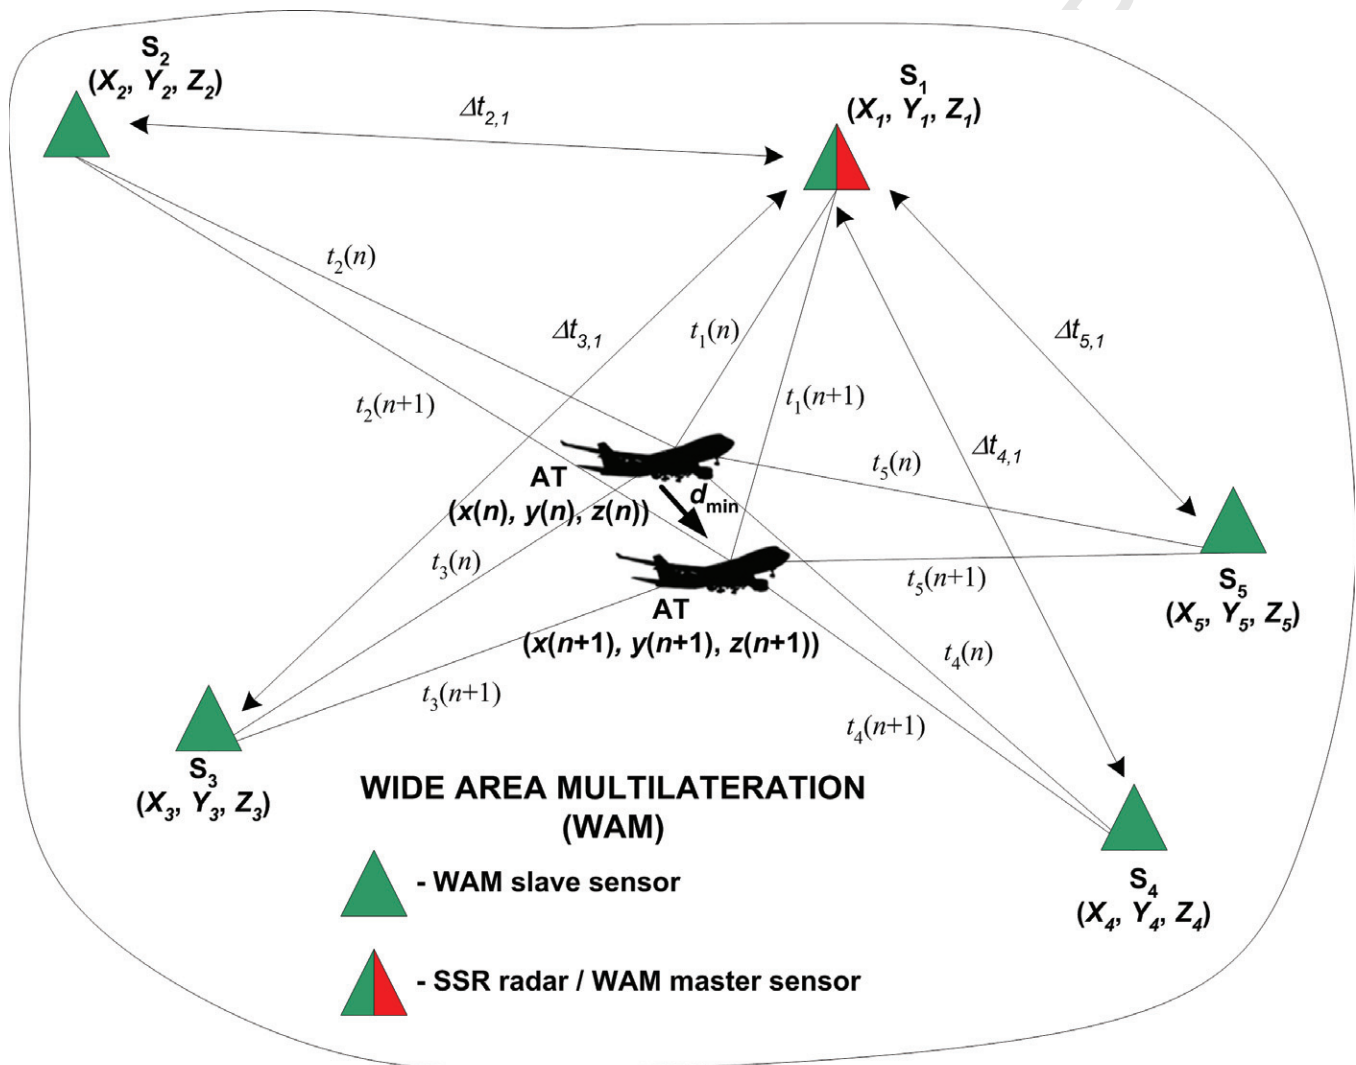 S₂
(X₂, Y₂, Z₂)
S₁
(X₁, Y₁, Z₁)
Δt₂,₁
t₂(n)
Δt₃,₁
t₁(n)
Δt₅,₁
t₂(n+1)
t₁(n+1)
Δt₄,₁
t₅(n)
AT
(x(n), y(n), z(n))
dmin
t₃(n)
t₅(n+1)
S₅
(X₅, Y₅, Z₅)
AT
(x(n+1), y(n+1), z(n+1))
t₄(n)
t₃(n+1)
t₄(n+1)
S₃
(X₃, Y₃, Z₃)
WIDE AREA MULTILATERATION
(WAM)
- WAM slave sensor
S₄
(X₄, Y₄, Z₄)
- SSR radar / WAM master sensor